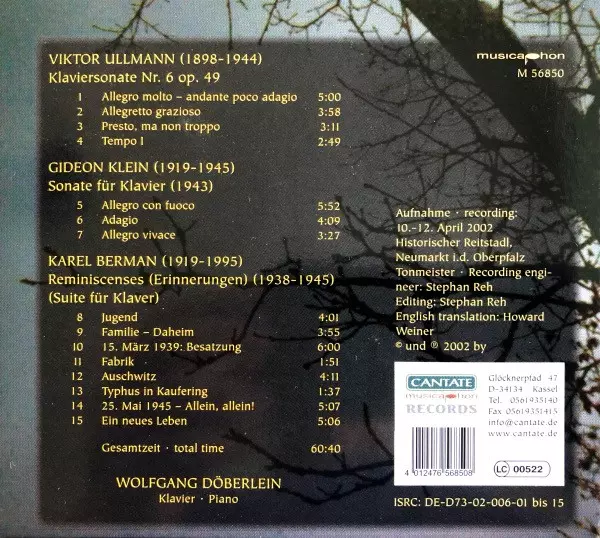 VIKTOR ULLMANN (1898-1944)
Klaviersonate Nr. 6 op. 49
1 Allegro molto – andante poco adagio 5:00
2 Allegretto grazioso 3:58
3 Presto, ma non troppo 3:11
4 Tempo I 2:49
GIDEON KLEIN (1919-1945)
Sonate für Klavier (1943)
5 Allegro con fuoco 5:52
6 Adagio 4:09
7 Allegro vivace 3:27
KAREL BERMAN (1919-1995)
Reminiscenses (Erinnerungen) (1938-1945)
(Suite für Klaver)
8 Jugend 4:01
9 Familie – Daheim 3:55
10 15. März 1939: Besatzung 6:00
11 Fabrik 1:51
12 Auschwitz 4:11
13 Typhus in Kaufering 1:37
14 25. Mai 1945 – Allein, allein! 5:07
15 Ein neues Leben 5:06
Gesamtzeit · total time 60:40
WOLFGANG DÖBERLEIN
Klavier · Piano
musicaphon
M 56850
Aufnahme · recording:
10.-12. April 2002
Historischer Reitstadl,
Neumarkt i.d. Oberpfalz
Tonmeister · Recording engi-
neer: Stephan Reh
Editing: Stephan Reh
English translation: Howard
Weiner
© und ℗ 2002 by
CANTATE
musicaphon
RECORDS
Glöcknerpfad 47
D-34134 Kassel
Tel. 0561935140
Fax 05619351415
info@cantate.de
www.cantate.de
4 012476 568508
LC 00522
ISRC: DE-D73-02-006-01 bis 15